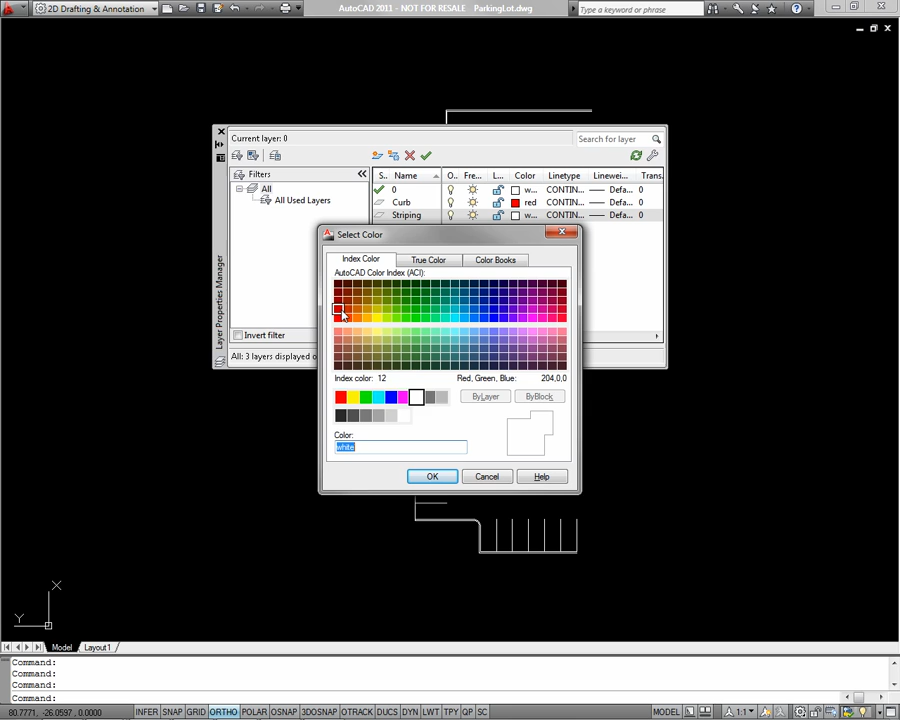 2D Drafting & Annotation
AutoCAD 2011 - NOT FOR RESALE ParkingLot.dwg
Type a keyword or phrase
Current layer: 0
Search for layer
Filters
S.. Name O.. Fre... L... Color Linetype Linewei... Trans.
All
0 w... CONTIN... Defa... 0
All Used Layers
Curb red CONTIN... Defa... 0
Striping w... CONTIN... Defa... 0
Layer Properties Manager
Invert filter
All: 3 layers displayed o
Select Color
Index Color True Color Color Books
AutoCAD Color Index (ACI):
Index color: 12 Red, Green, Blue: 204,0,0
ByLayer ByBlock
Color:
white
OK Cancel Help
X
Y
Model Layout1
Command:
Command:
Command:
Command:
80.7771, -26.0597, 0.0000 INFER SNAP GRID ORTHO POLAR OSNAP 3DOSNAP OTRACK DUCS DYN LWT TPY QP SC MODEL 1:1